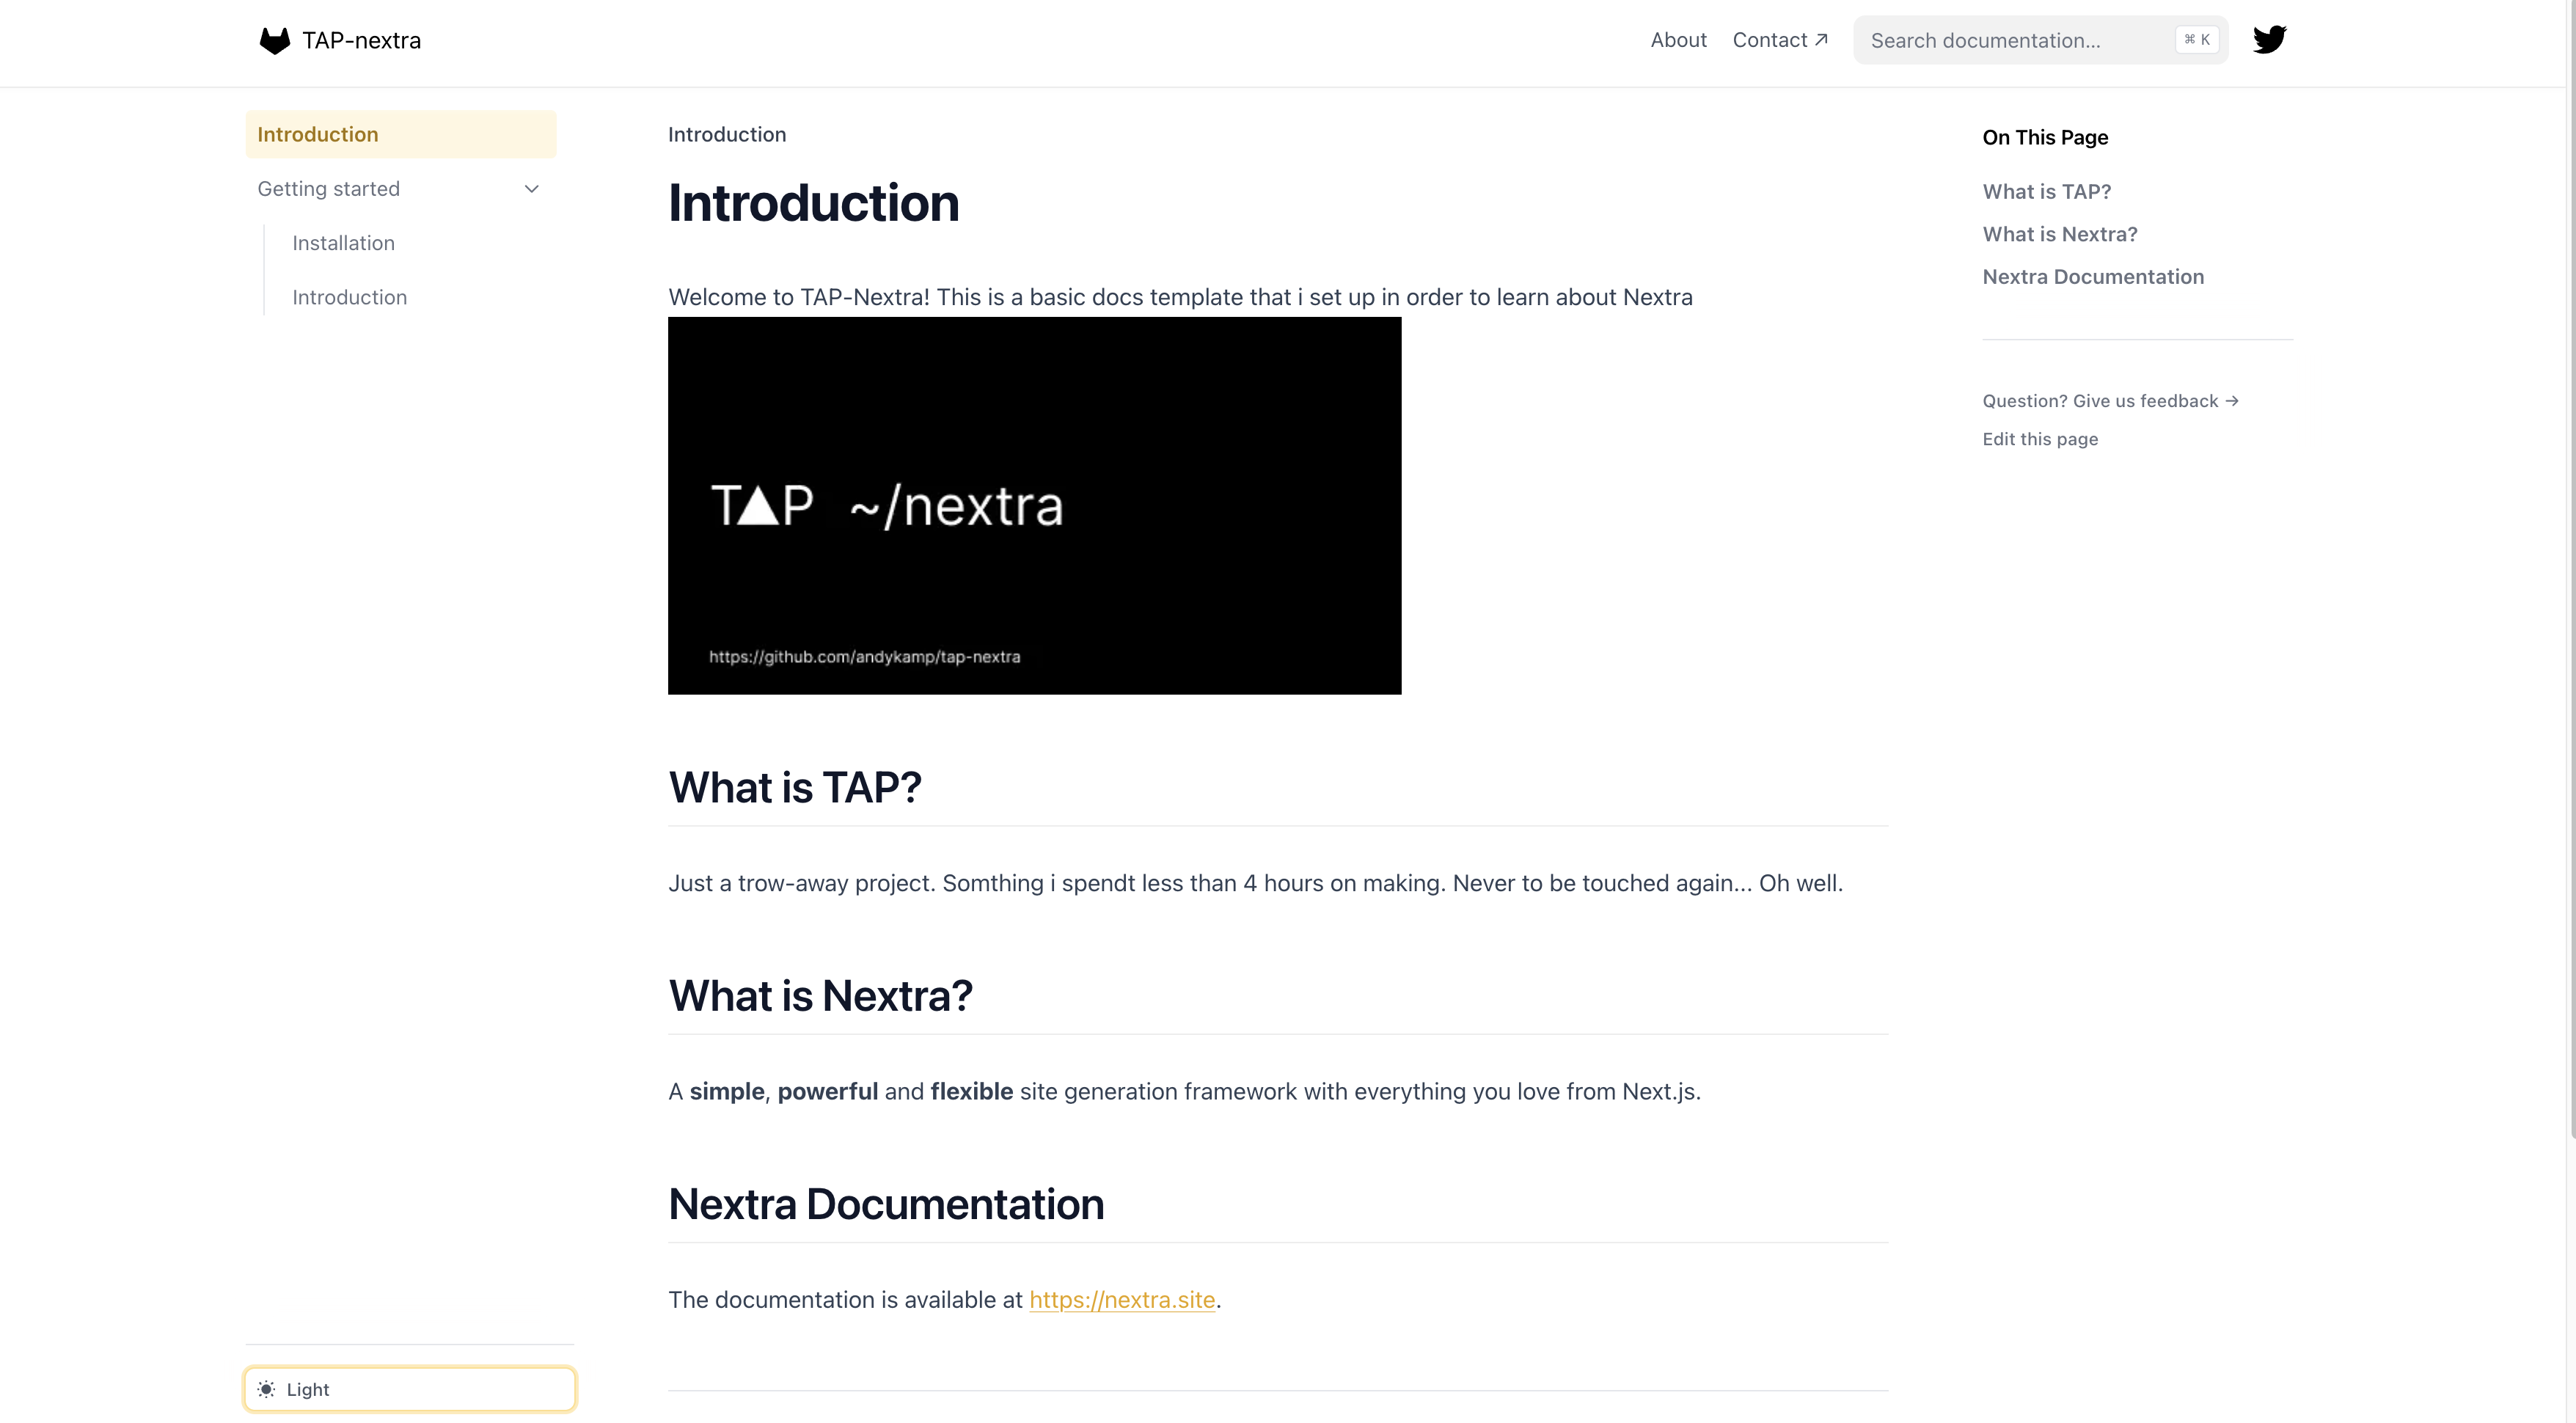 TAP-nextra
About
Contact ↗
Search documentation…
⌘ K
Introduction
Getting started
Installation
Introduction
Light
Introduction
Introduction
Welcome to TAP-Nextra! This is a basic docs template that i set up in order to learn about Nextra
T▲P ~/nextra
https://github.com/andykamp/tap-nextra
What is TAP?
Just a trow-away project. Somthing i spendt less than 4 hours on making. Never to be touched again... Oh well.
What is Nextra?
A simple, powerful and flexible site generation framework with everything you love from Next.js.
Nextra Documentation
The documentation is available at https://nextra.site.
On This Page
What is TAP?
What is Nextra?
Nextra Documentation
Question? Give us feedback →
Edit this page